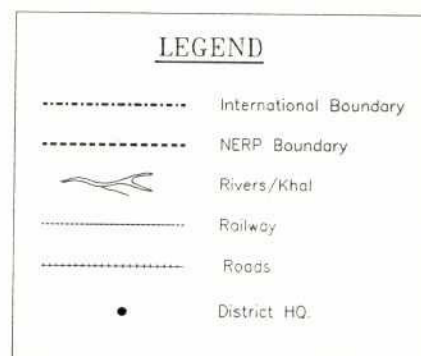 LEGEND
International Boundary
NERP Boundary
Rivers/Khal
Railway
Roads
District HQ.